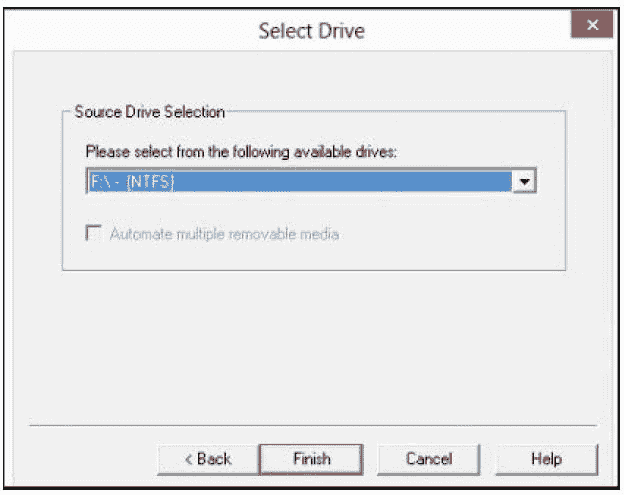 Select Drive
Source Drive Selection
Please select from the following available drives:
F:\ - [NTFS]
Automate multiple removable media
< Back
Finish
Cancel
Help